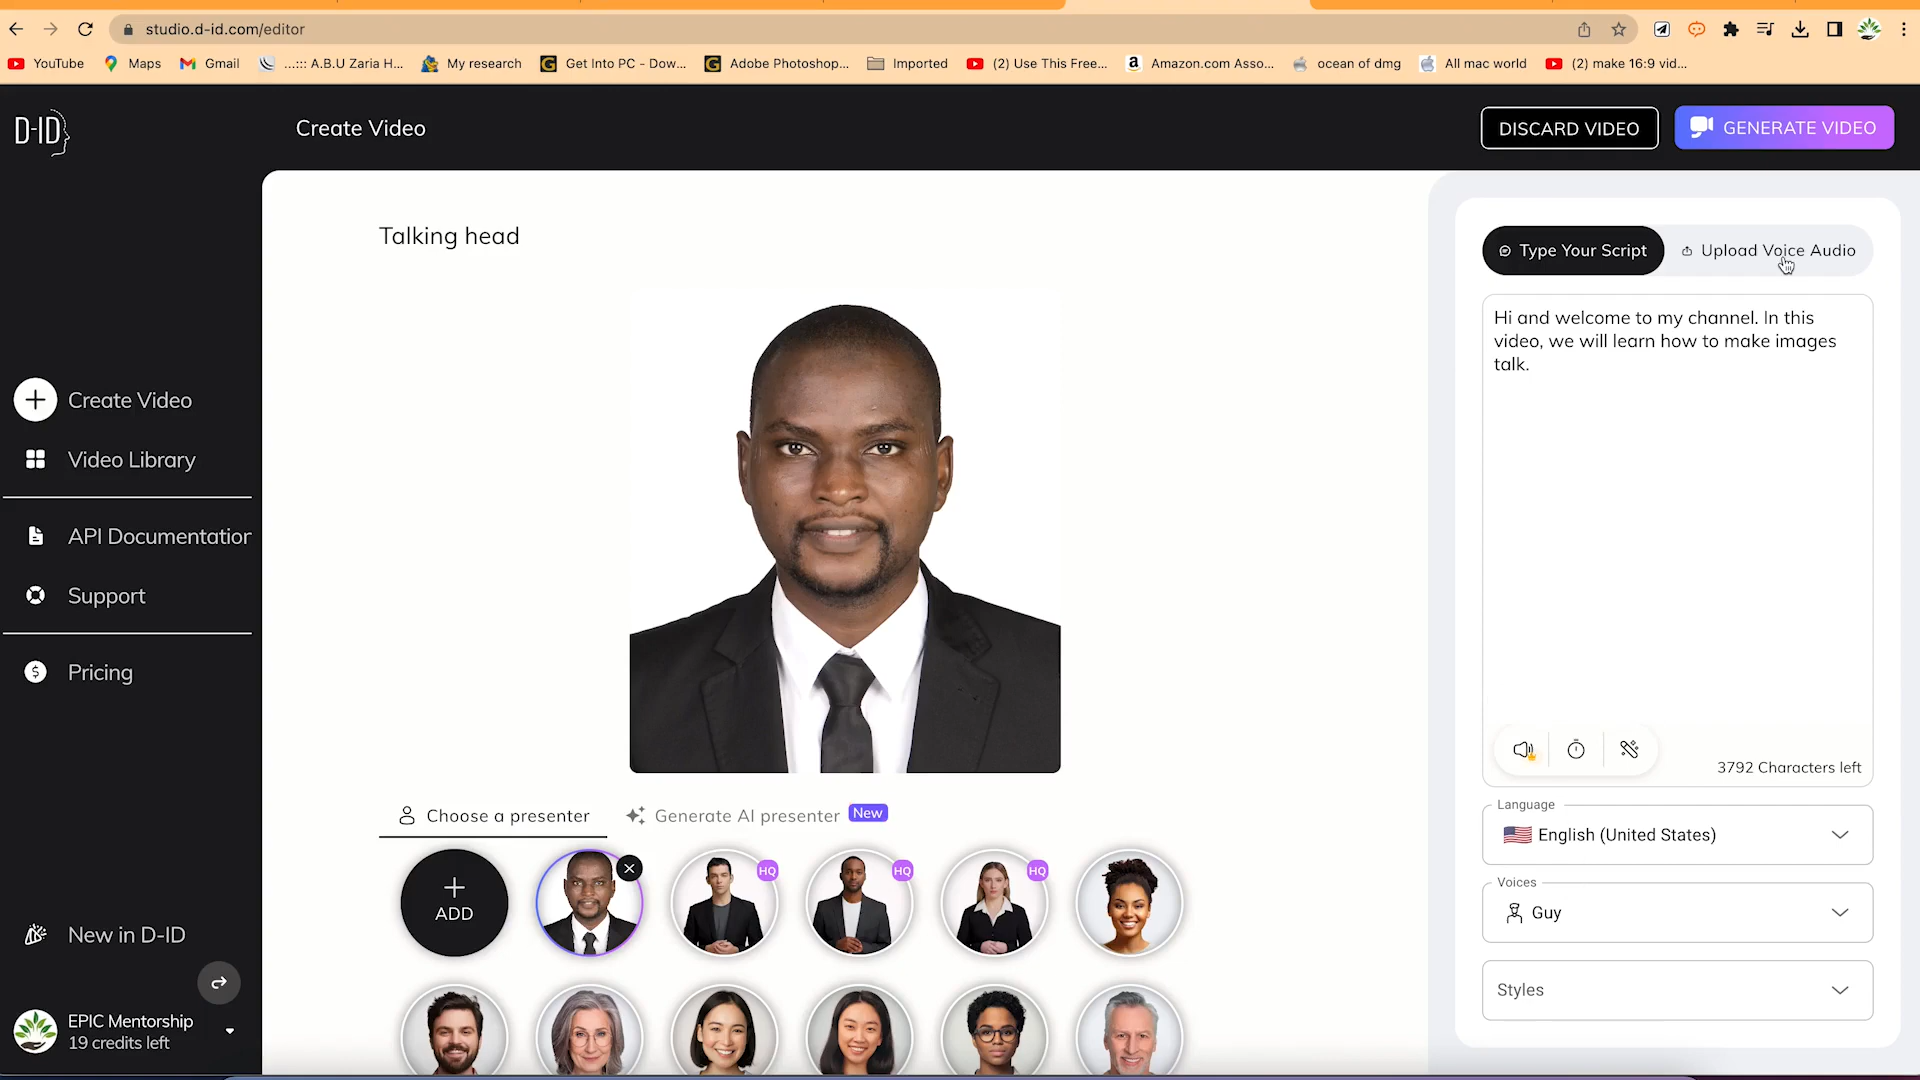 studio.d-id.com/editor
YouTube
Maps
Gmail
...::: A.B.U Zaria H...
My research
Get Into PC - Dow...
Adobe Photoshop...
Imported
(2) Use This Free...
Amazon.com Asso...
ocean of dmg
All mac world
(2) make 16:9 vid...
D-ID
Create Video
DISCARD VIDEO
GENERATE VIDEO
Talking head
Type Your Script
Upload Voice Audio
Hi and welcome to my channel. In this
video, we will learn how to make images
talk.
3792 Characters left
Language
English (United States)
Voices
Guy
Styles
Create Video
Video Library
API Documentation
Support
Pricing
New in D-ID
EPIC Mentorship
19 credits left
Choose a presenter
Generate AI presenter
New
ADD
HQ
HQ
HQ